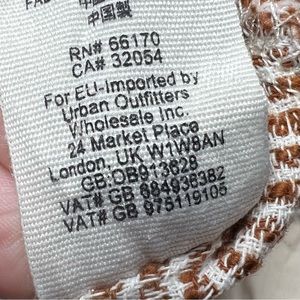 中国製
RN# 66170
CA# 32054
For EU-Imported by
Urban Outfitters
Wholesale Inc.
24 Market Place
London, UK W1W8AN
GB:OB913628
VAT# GB 684938382
VAT# GB 975119105